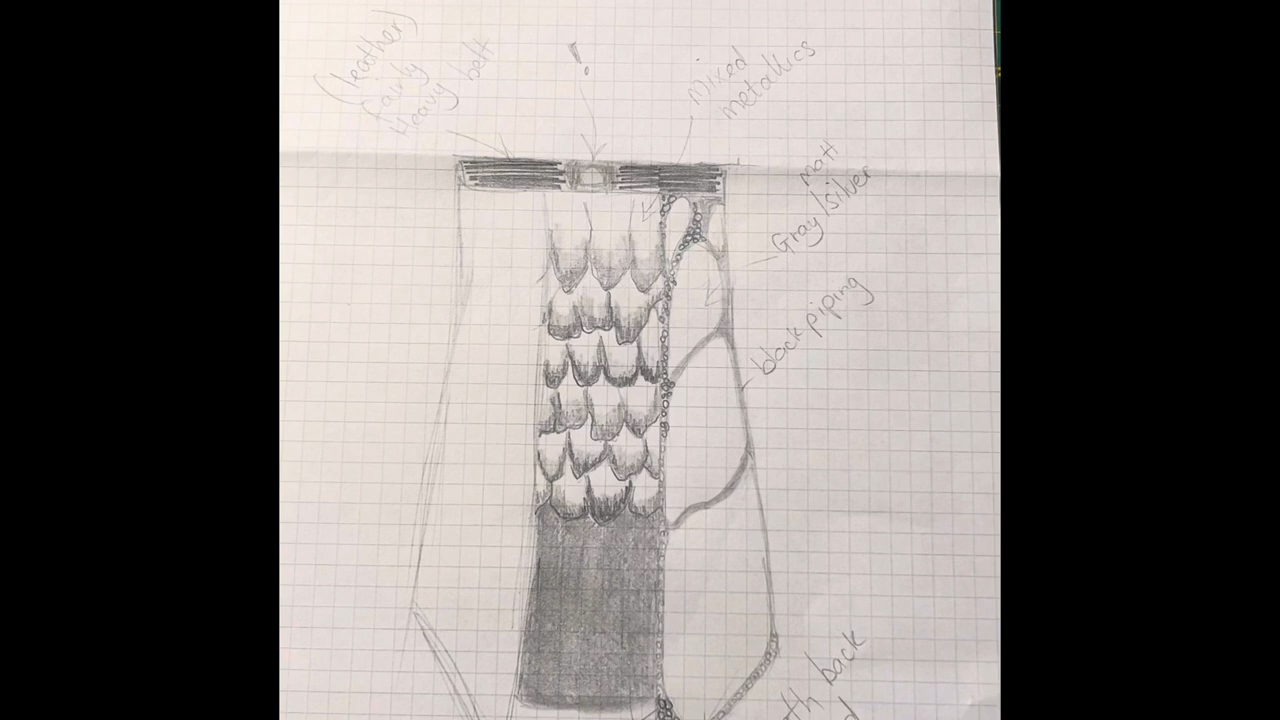 (leather)
fairly
Heavy belt
!
mixed
metallics
matt
Gray/silver
black piping
back